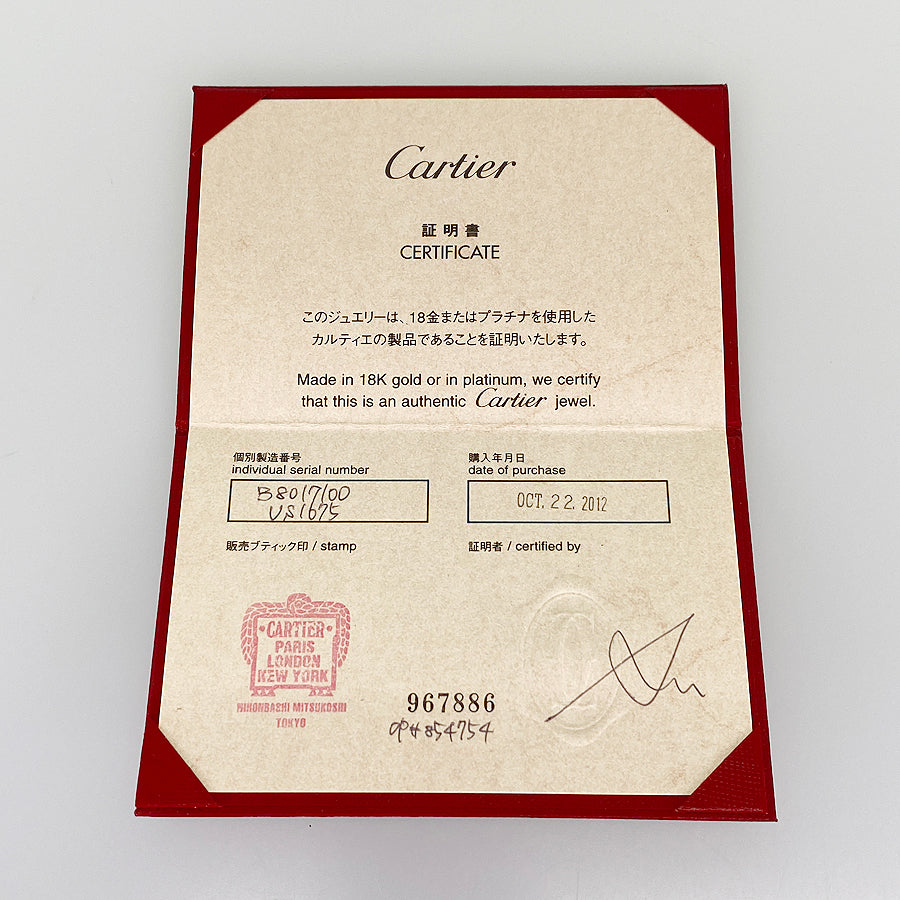 Cartier
証明書
CERTIFICATE
このジュエリーは、18金またはプラチナを使用した
カルティエの製品であることを証明いたします。
Made in 18K gold or in platinum, we certify
that this is an authentic Cartier jewel.
個別製造番号
individual serial number
B8017100
US1675
購入年月日
date of purchase
OCT. 22. 2012
販売ブティック印 / stamp
証明者 / certified by
CARTIER
PARIS
LONDON
NEW YORK
NIHONBASHI MITSUKOSHI
TOKYO
967886
854754